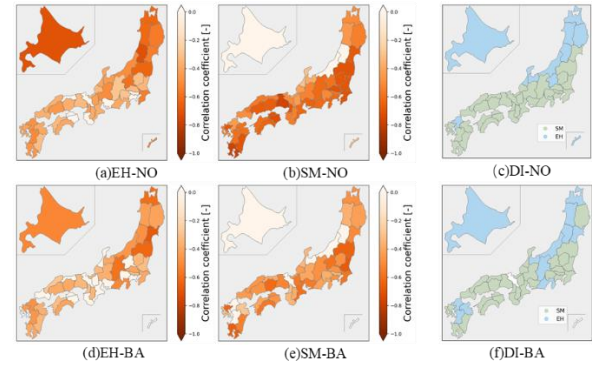 0.0
-0.2
-0.4
-0.6
-0.8
-1.0
Correlation coefficient [-]
0.0
-0.2
-0.4
-0.6
-0.8
-1.0
Correlation coefficient [-]
SM
EH
(a)EH-NO
(b)SM-NO
(c)DI-NO
0.0
-0.2
-0.4
-0.6
-0.8
-1.0
Correlation coefficient [-]
0.0
-0.2
-0.4
-0.6
-0.8
-1.0
Correlation coefficient [-]
SM
EH
(d)EH-BA
(e)SM-BA
(f)DI-BA